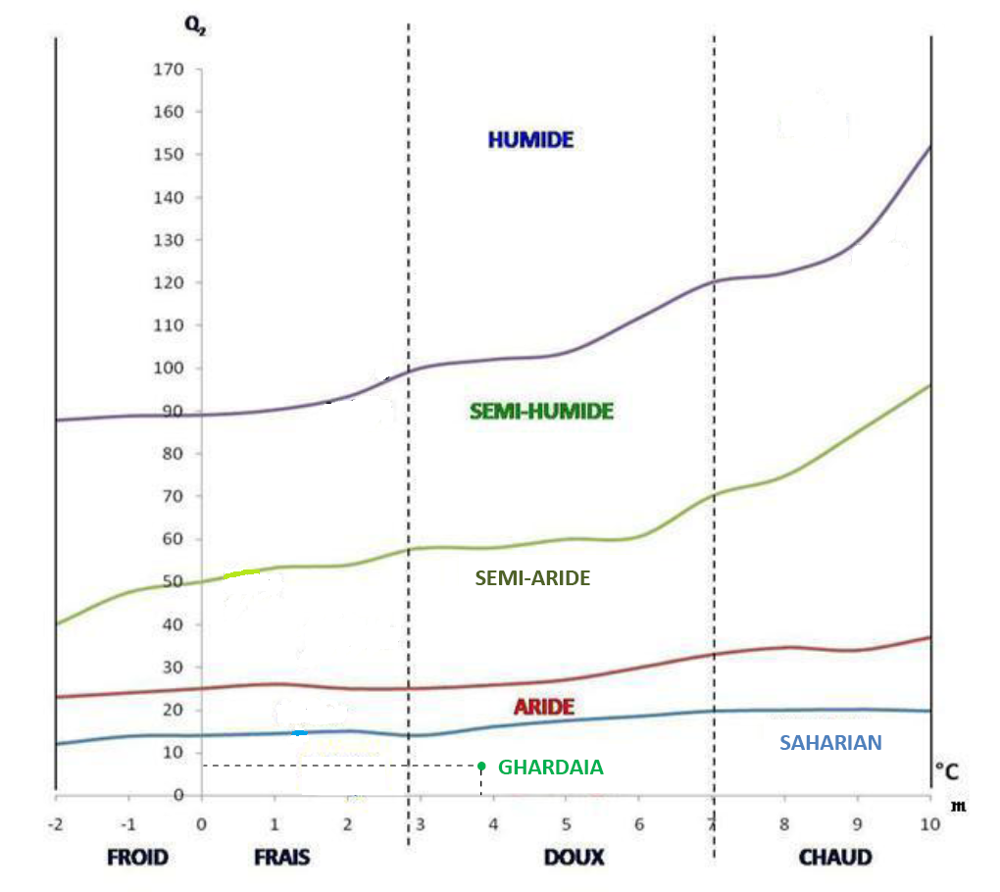 Q₂
170
160
HUMIDE
150
140
130
120
110
100
90
SEMI-HUMIDE
80
70
60
SEMI-ARIDE
50
40
30
20
ARIDE
SAHARIAN
10
GHARDAIA
°C
0
m
-2 -1 0 1 2 3 4 5 6 7 8 9 10
FROID FRAIS DOUX CHAUD